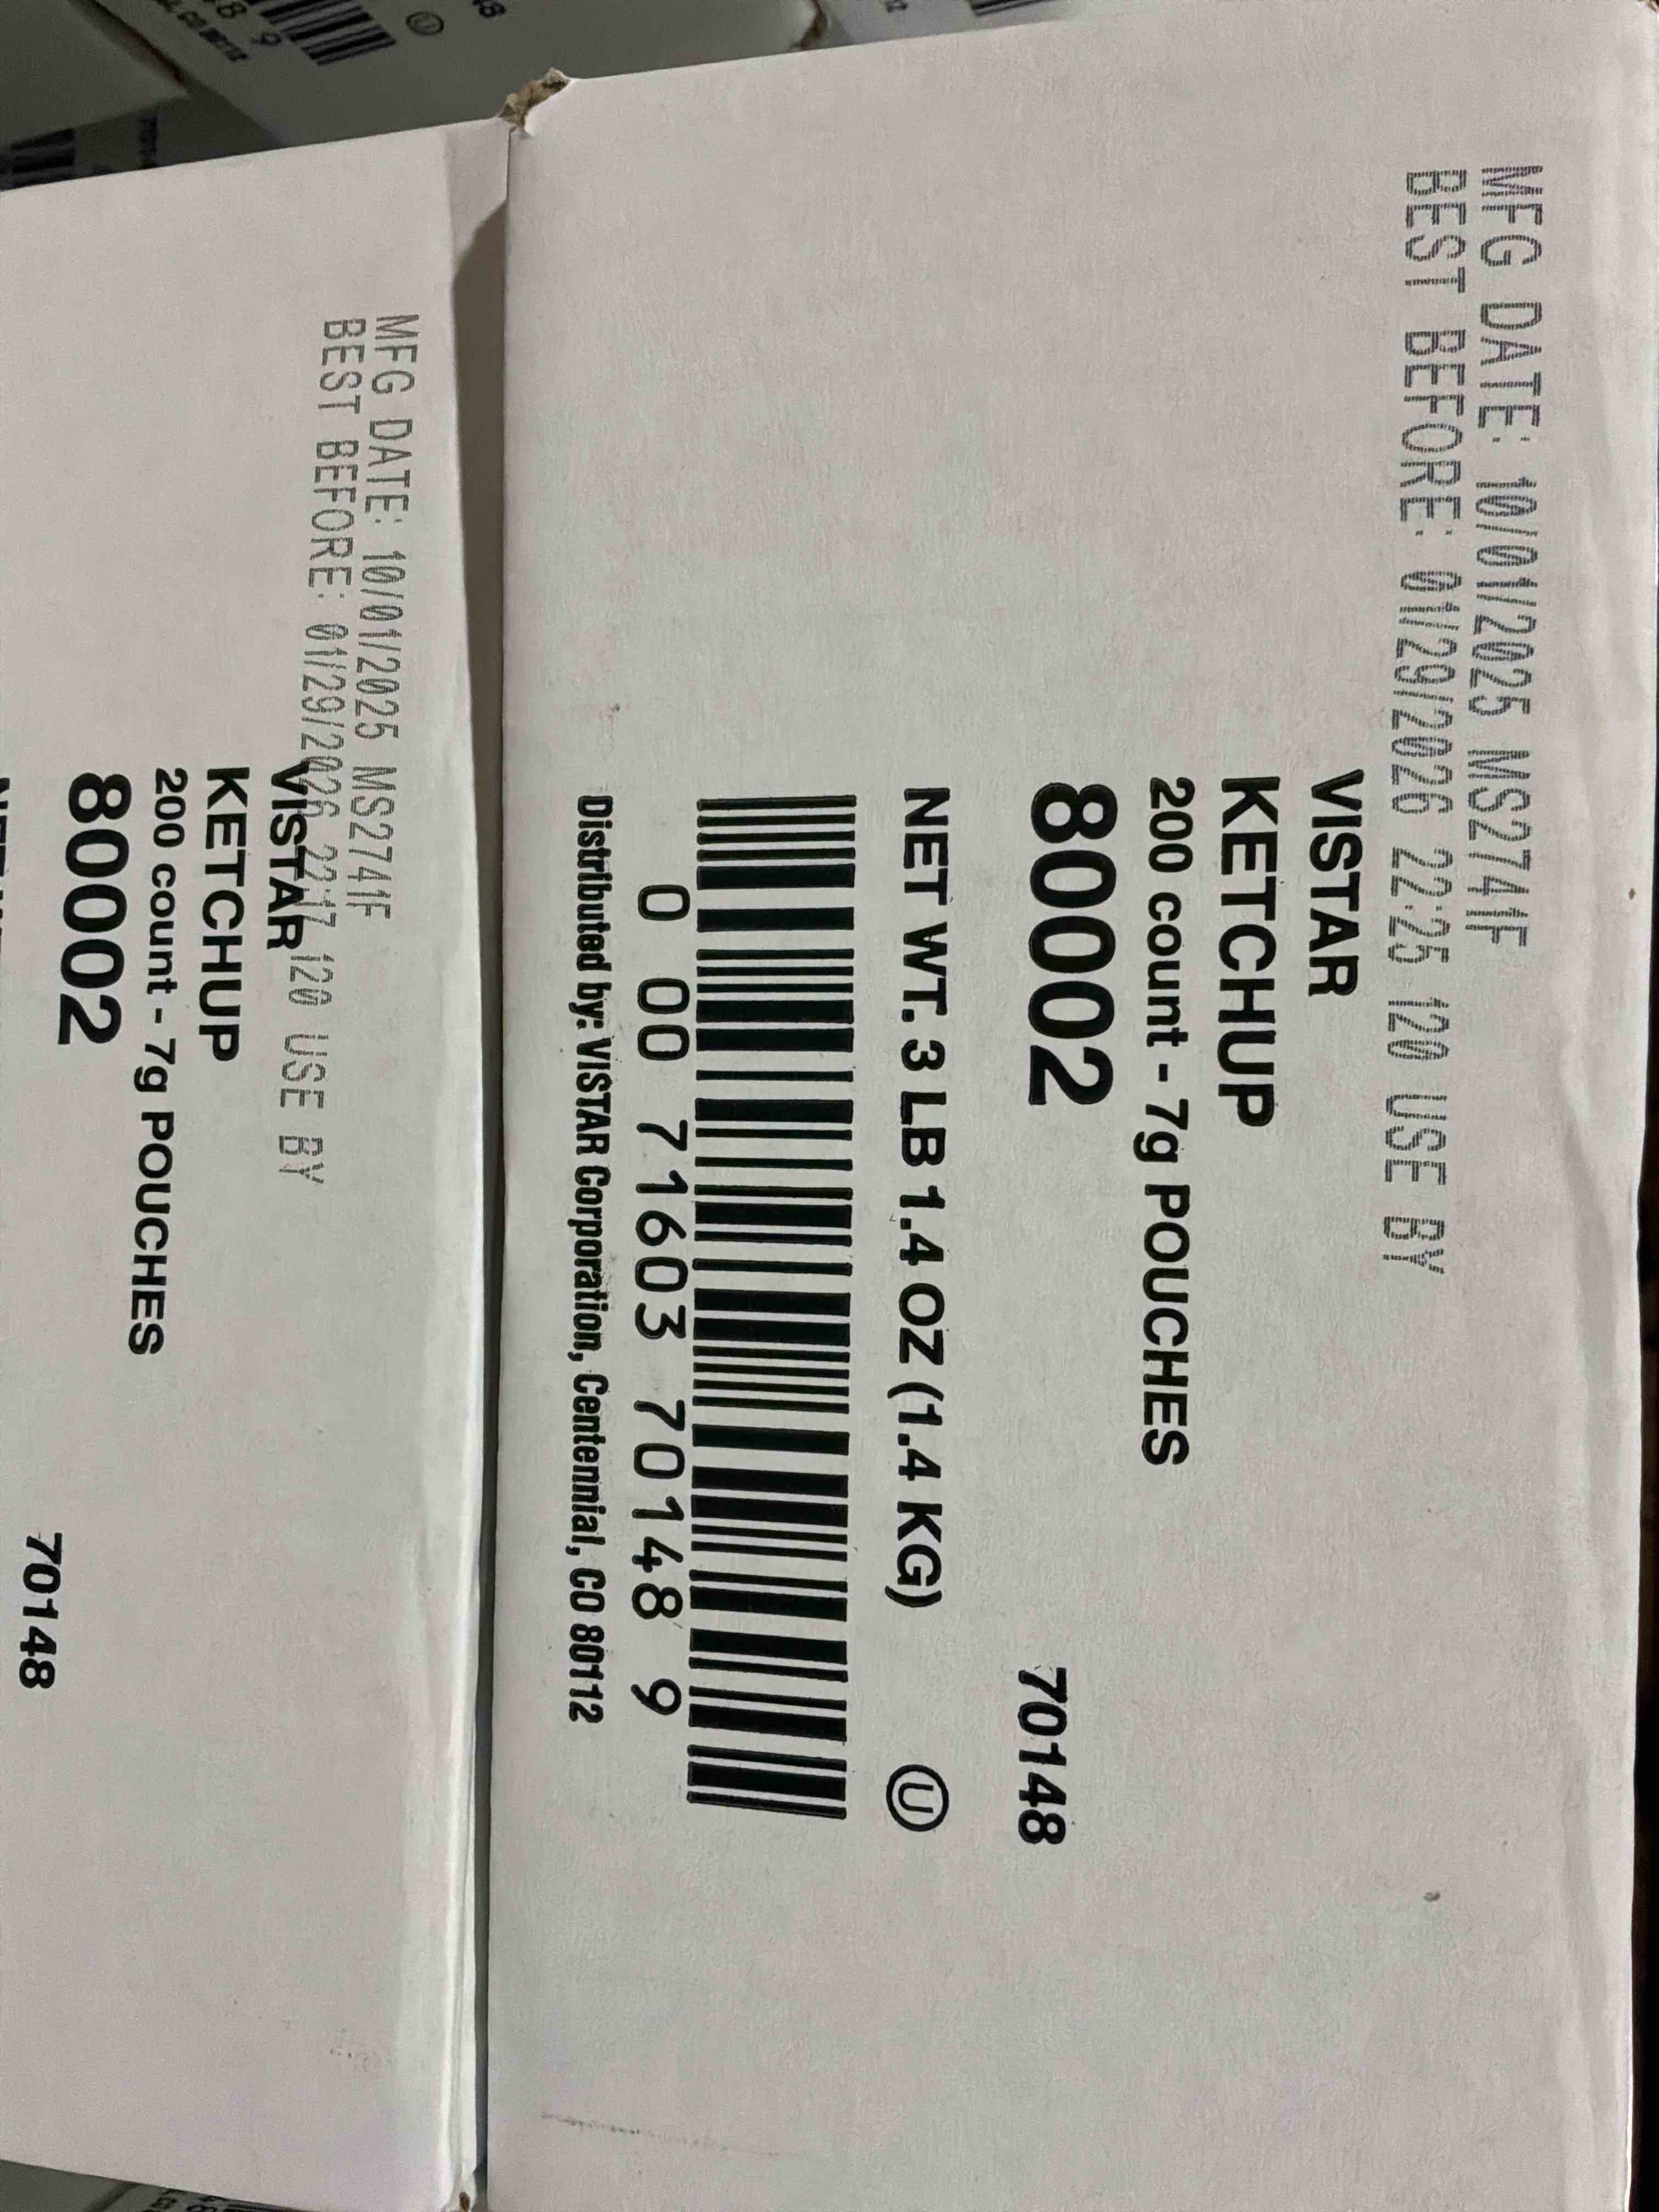 MFG DATE: 10/01/2025 MS2741F
BEST BEFORE: 01/29/2026 22:25 120 USE BY
VISTAR
KETCHUP
200 count - 7g POUCHES
80002
70148
NET WT. 3 LB 1.4 OZ (1.4 KG)
U
0 00 71603 70148 9
Distributed by: VISTAR Corporation, Centennial, CO 80112
MFG DATE: 10/01/2025 MS2741F
BEST BEFORE: 01/29/2026 22:17 120 USE BY
VISTAR
KETCHUP
200 count - 7g POUCHES
80002
70148